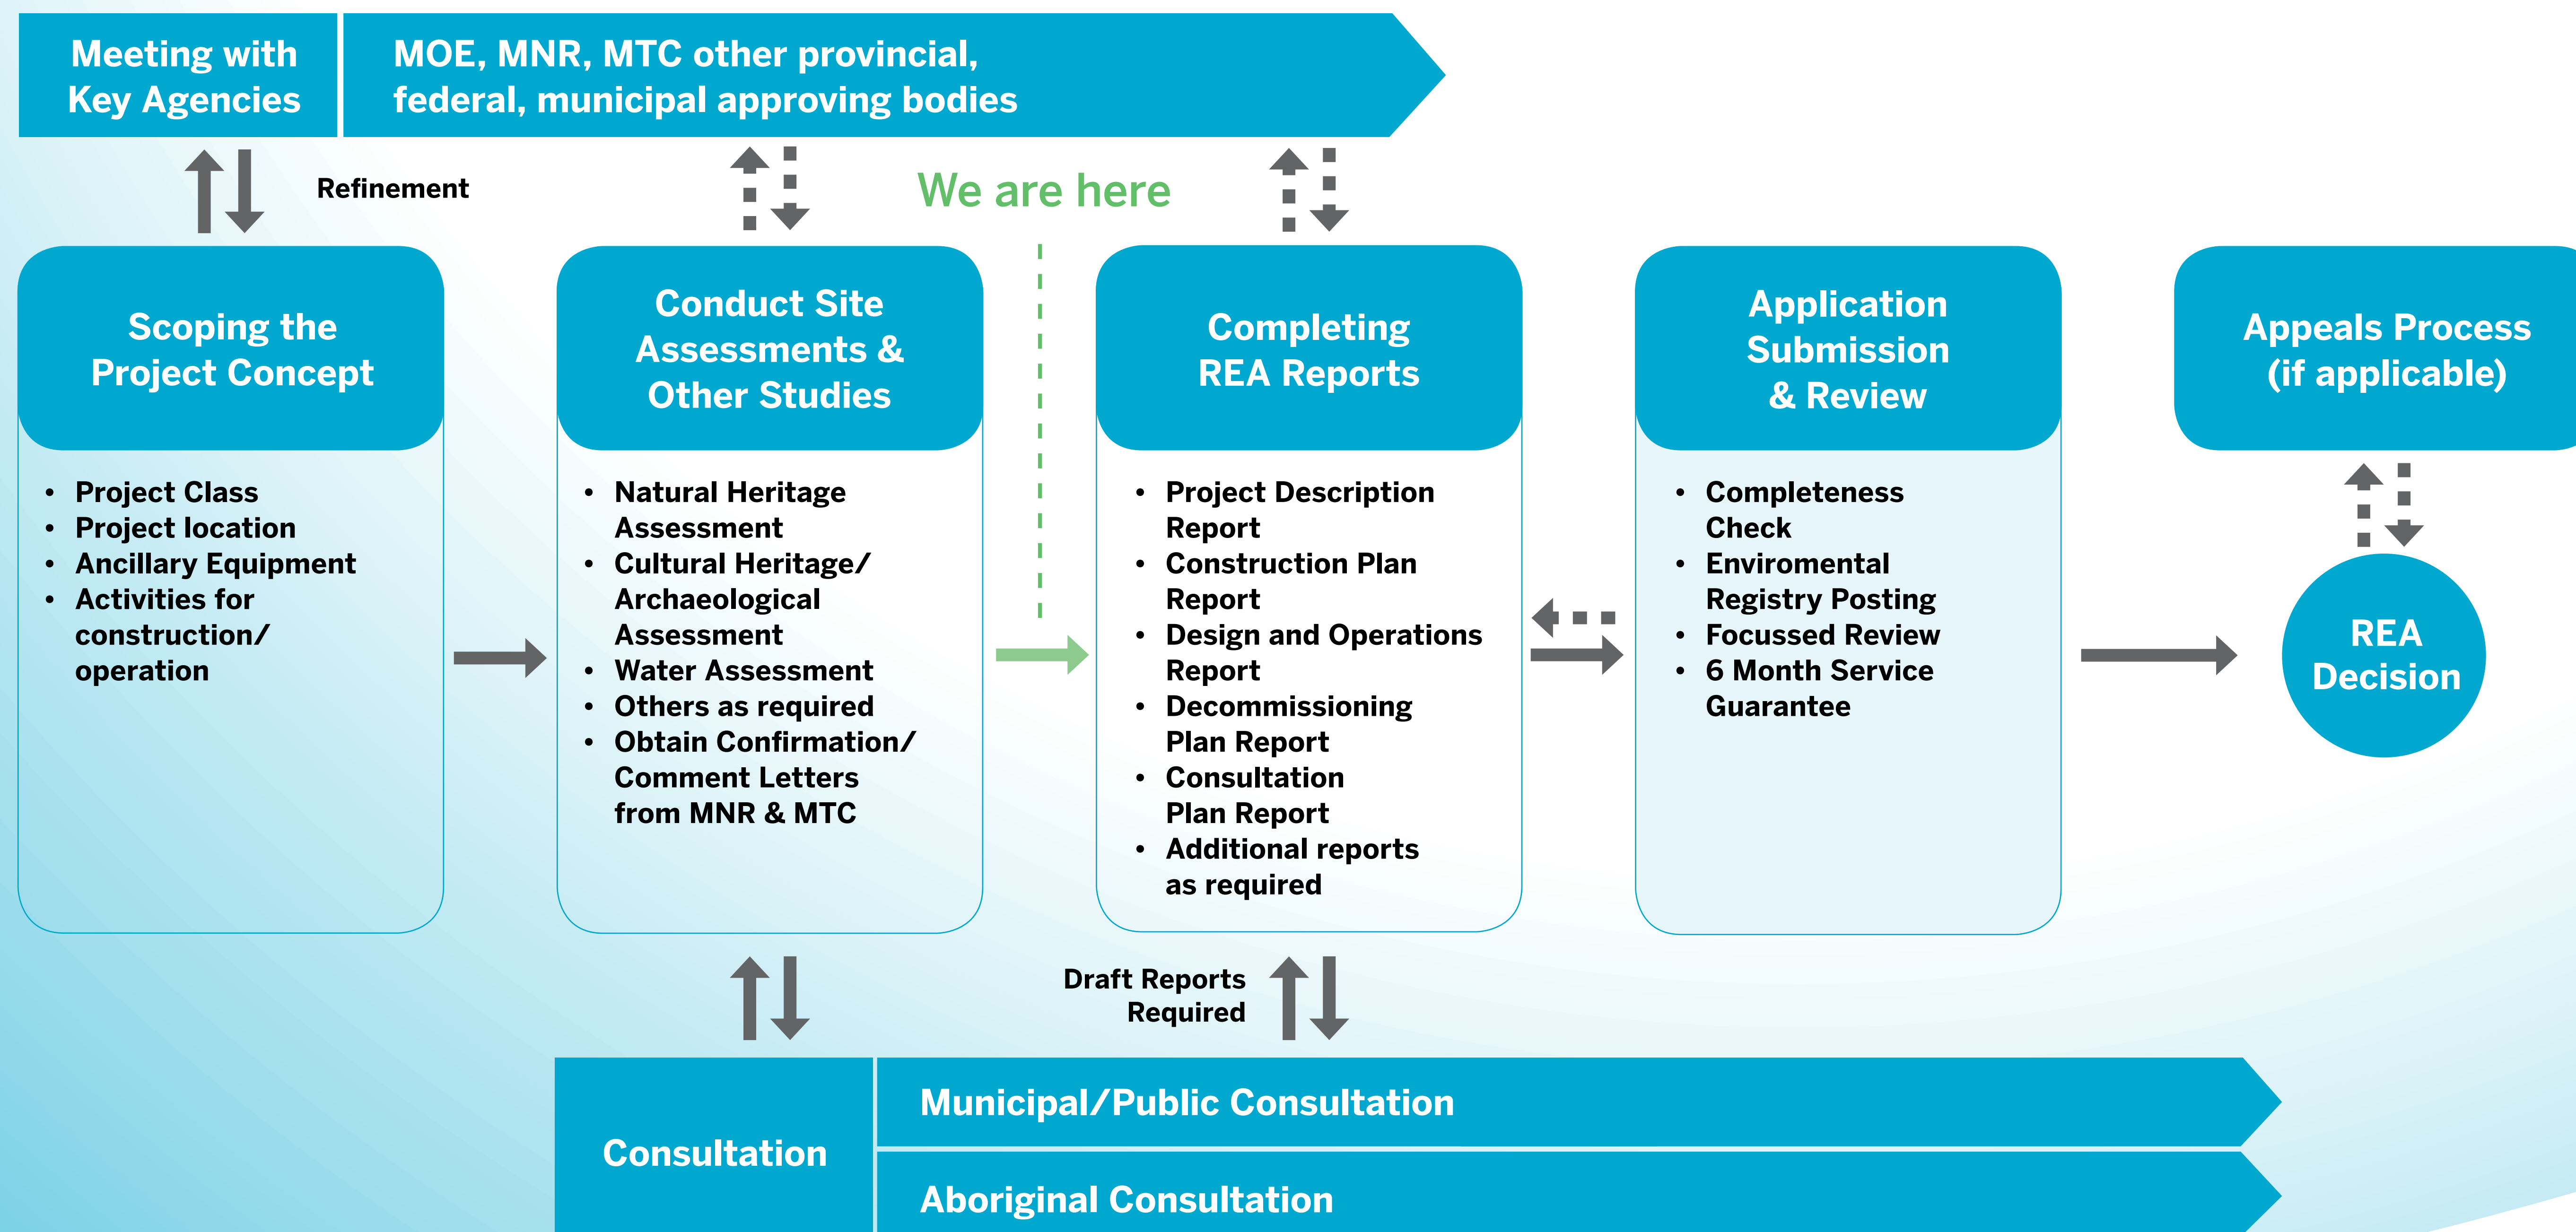 Meeting with
Key Agencies
MOE, MNR, MTC other provincial,
federal, municipal approving bodies
Refinement
We are here
Scoping the
Project Concept
• Project Class
• Project location
• Ancillary Equipment
• Activities for
construction/
operation
Conduct Site
Assessments &
Other Studies
• Natural Heritage
Assessment
• Cultural Heritage/
Archaeological
Assessment
• Water Assessment
• Others as required
• Obtain Confirmation/
Comment Letters
from MNR & MTC
Completing
REA Reports
• Project Description
Report
• Construction Plan
Report
• Design and Operations
Report
• Decommissioning
Plan Report
• Consultation
Plan Report
• Additional reports
as required
Application
Submission
& Review
• Completeness
Check
• Enviromental
Registry Posting
• Focussed Review
• 6 Month Service
Guarantee
Appeals Process
(if applicable)
REA
Decision
Draft Reports
Required
Consultation
Municipal/Public Consultation
Aboriginal Consultation